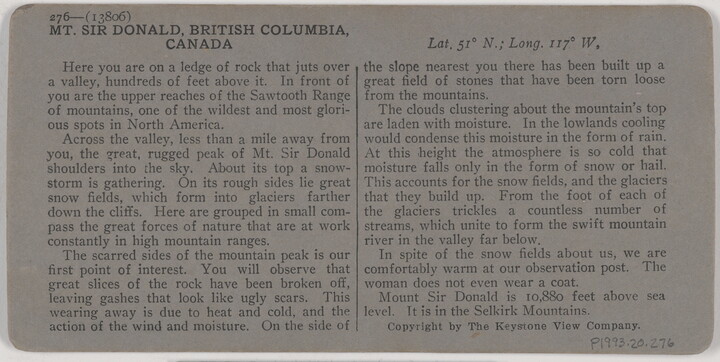 276—(13806)
MT. SIR DONALD, BRITISH COLUMBIA,
CANADA
Lat. 51° N.; Long. 117° W.
Here you are on a ledge of rock that juts over
a valley, hundreds of feet above it. In front of
you are the upper reaches of the Sawtooth Range
of mountains, one of the wildest and most glori-
ous spots in North America.
Across the valley, less than a mile away from
you, the great, rugged peak of Mt. Sir Donald
shoulders into the sky. About its top a snow-
storm is gathering. On its rough sides lie great
snow fields, which form into glaciers farther
down the cliffs. Here are grouped in small com-
pass the great forces of nature that are at work
constantly in high mountain ranges.
The scarred sides of the mountain peak is our
first point of interest. You will observe that
great slices of the rock have been broken off,
leaving gashes that look like ugly scars. This
wearing away is due to heat and cold, and the
action of the wind and moisture. On the side of
the slope nearest you there has been built up a
great field of stones that have been torn loose
from the mountains.
The clouds clustering about the mountain's top
are laden with moisture. In the lowlands cooling
would condense this moisture in the form of rain.
At this height the atmosphere is so cold that
moisture falls only in the form of snow or hail.
This accounts for the snow fields, and the glaciers
that they build up. From the foot of each of
the glaciers trickles a countless number of
streams, which unite to form the swift mountain
river in the valley far below.
In spite of the snow fields about us, we are
comfortably warm at our observation post. The
woman does not even wear a coat.
Mount Sir Donald is 10,880 feet above sea
level. It is in the Selkirk Mountains.
Copyright by The Keystone View Company.
P1993.20.276